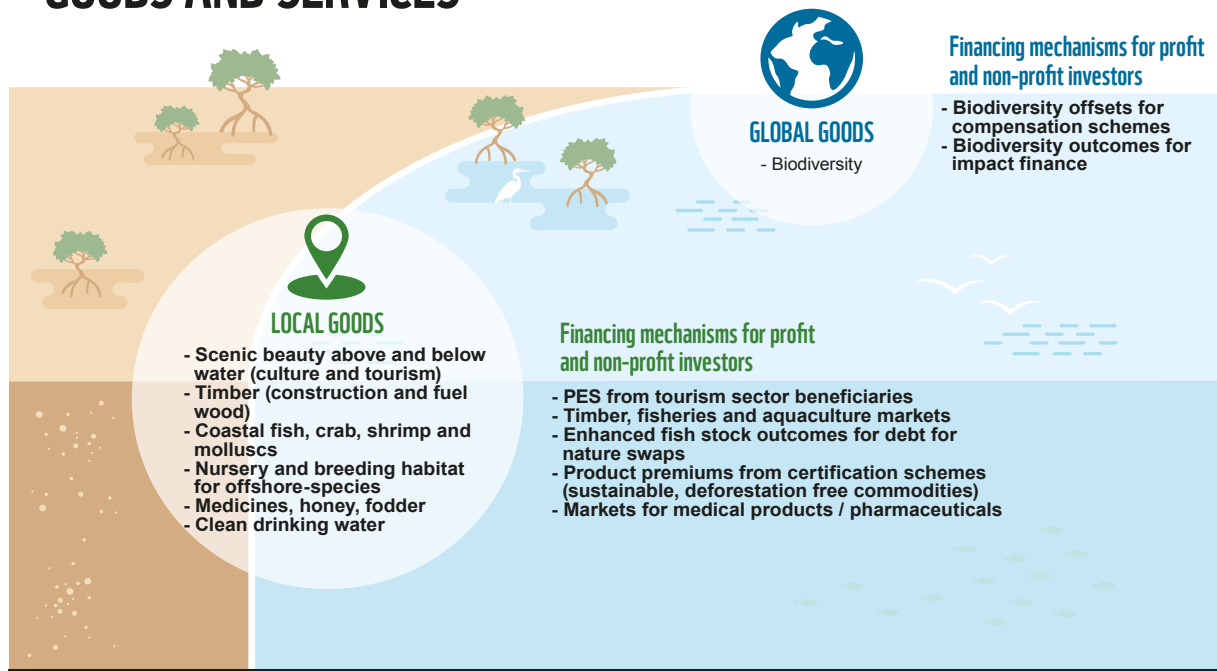 GOODS AND SERVICES
Financing mechanisms for profit
and non-profit investors
- Biodiversity offsets for
compensation schemes
- Biodiversity outcomes for
impact finance
GLOBAL GOODS
- Biodiversity
LOCAL GOODS
- Scenic beauty above and below
water (culture and tourism)
- Timber (construction and fuel
wood)
- Coastal fish, crab, shrimp and
molluscs
- Nursery and breeding habitat
for offshore-species
- Medicines, honey, fodder
- Clean drinking water
Financing mechanisms for profit
and non-profit investors
- PES from tourism sector beneficiaries
- Timber, fisheries and aquaculture markets
- Enhanced fish stock outcomes for debt for
nature swaps
- Product premiums from certification schemes
(sustainable, deforestation free commodities)
- Markets for medical products / pharmaceuticals